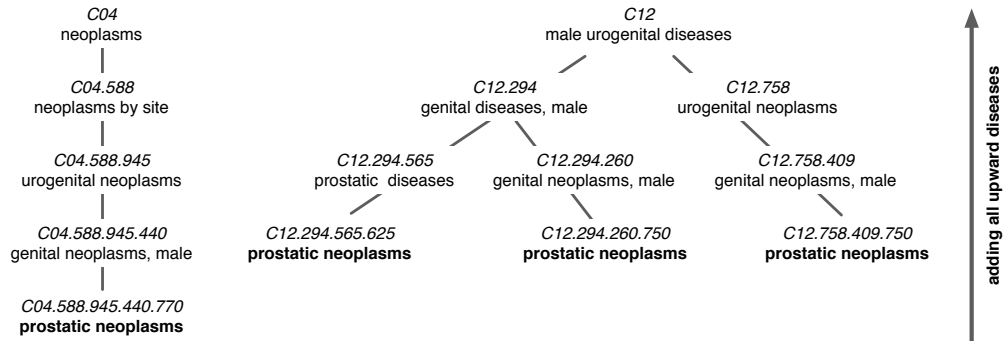 C04
neoplasms
C04.588
neoplasms by site
C04.588.945
urogenital neoplasms
C04.588.945.440
genital neoplasms, male
C04.588.945.440.770
prostatic neoplasms
C12
male urogenital diseases
C12.294
genital diseases, male
C12.758
urogenital neoplasms
C12.294.565
prostatic diseases
C12.294.260
genital neoplasms, male
C12.758.409
genital neoplasms, male
C12.294.565.625
prostatic neoplasms
C12.294.260.750
prostatic neoplasms
C12.758.409.750
prostatic neoplasms
adding all upward diseases